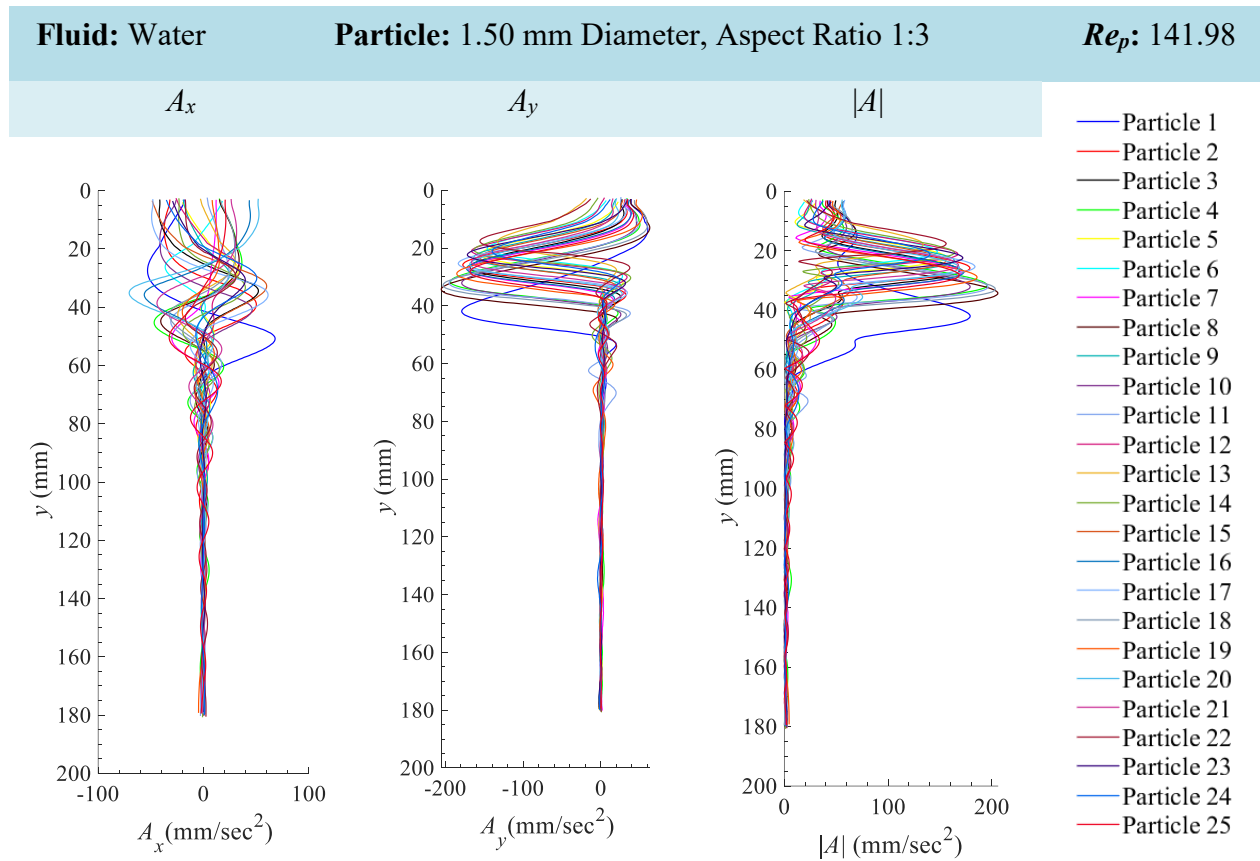 Fluid: Water Particle: 1.50 mm Diameter, Aspect Ratio 1:3 Re_p: 141.98
A_x A_y |A|
0
20
40
60
80
100
120
140
160
180
200
y (mm)
-100 0 100
A_x (mm/sec²)
0
20
40
60
80
100
120
140
160
180
200
y (mm)
-200 -100 0
A_y (mm/sec²)
0
20
40
60
80
100
120
140
160
180
200
y (mm)
0 100 200
|A| (mm/sec²)
Particle 1
Particle 2
Particle 3
Particle 4
Particle 5
Particle 6
Particle 7
Particle 8
Particle 9
Particle 10
Particle 11
Particle 12
Particle 13
Particle 14
Particle 15
Particle 16
Particle 17
Particle 18
Particle 19
Particle 20
Particle 21
Particle 22
Particle 23
Particle 24
Particle 25